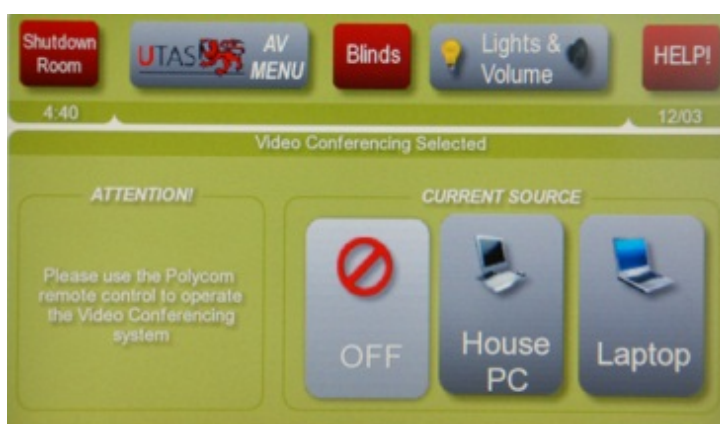 Shutdown
Room
UTAS
AV
MENU
Blinds
Lights &
Volume
HELP!
4:40
12/03
Video Conferencing Selected
ATTENTION!
Please use the Polycom
remote control to operate
the Video Conferencing
system
CURRENT SOURCE
OFF
House
PC
Laptop